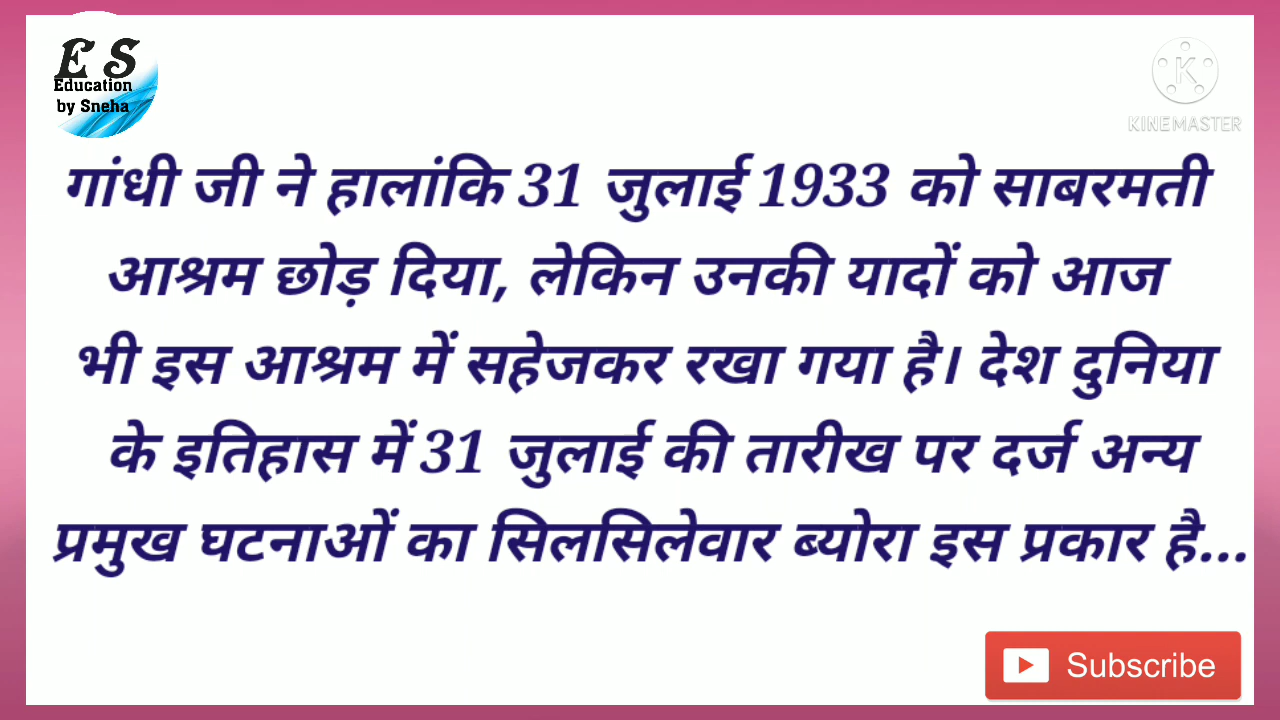 E S
Education
by Sneha
K
KINEMASTER
गांधी जी ने हालांकि 31 जुलाई 1933 को साबरमती
आश्रम छोड़ दिया, लेकिन उनकी यादों को आज
भी इस आश्रम में सहेजकर रखा गया है। देश दुनिया
के इतिहास में 31 जुलाई की तारीख पर दर्ज अन्य
प्रमुख घटनाओं का सिलसिलेवार ब्योरा इस प्रकार है...
Subscribe